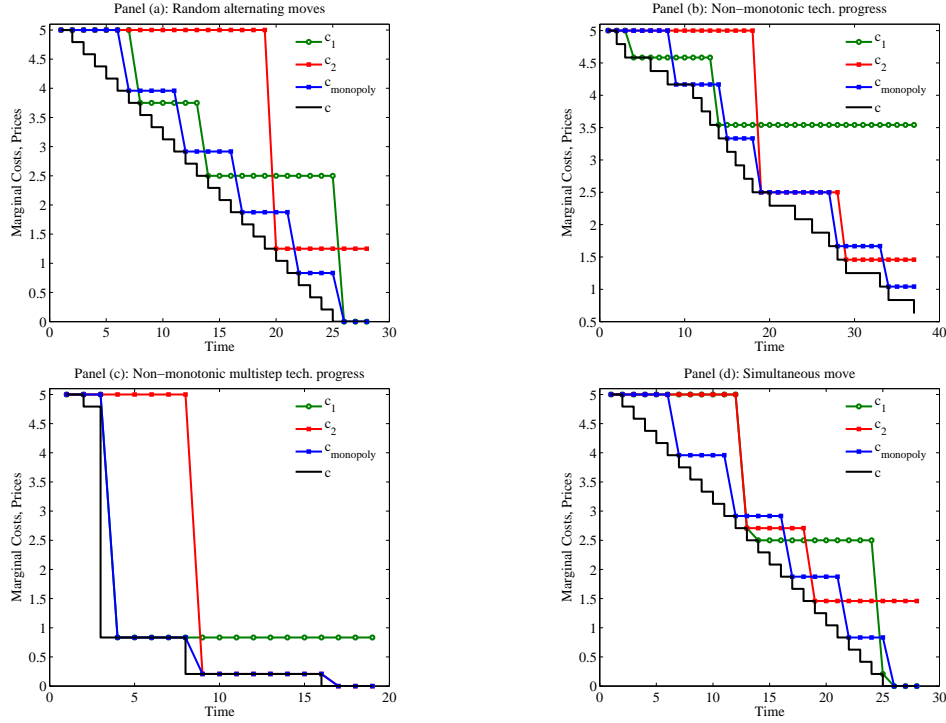 Panel (a): Random alternating moves
5
4.5
4
3.5
3
2.5
2
1.5
1
0.5
0
Marginal Costs, Prices
c1
c2
cmonopoly
c
0 5 10 15 20 25 30
Time
Panel (b): Non−monotonic tech. progress
5
4.5
4
3.5
3
2.5
2
1.5
1
0.5
Marginal Costs, Prices
c1
c2
cmonopoly
c
0 10 20 30 40
Time
Panel (c): Non−monotonic multistep tech. progress
5
4.5
4
3.5
3
2.5
2
1.5
1
0.5
0
Marginal Costs, Prices
c1
c2
cmonopoly
c
0 5 10 15 20
Time
Panel (d): Simultaneous move
5
4.5
4
3.5
3
2.5
2
1.5
1
0.5
0
Marginal Costs, Prices
c1
c2
cmonopoly
c
0 5 10 15 20 25 30
Time